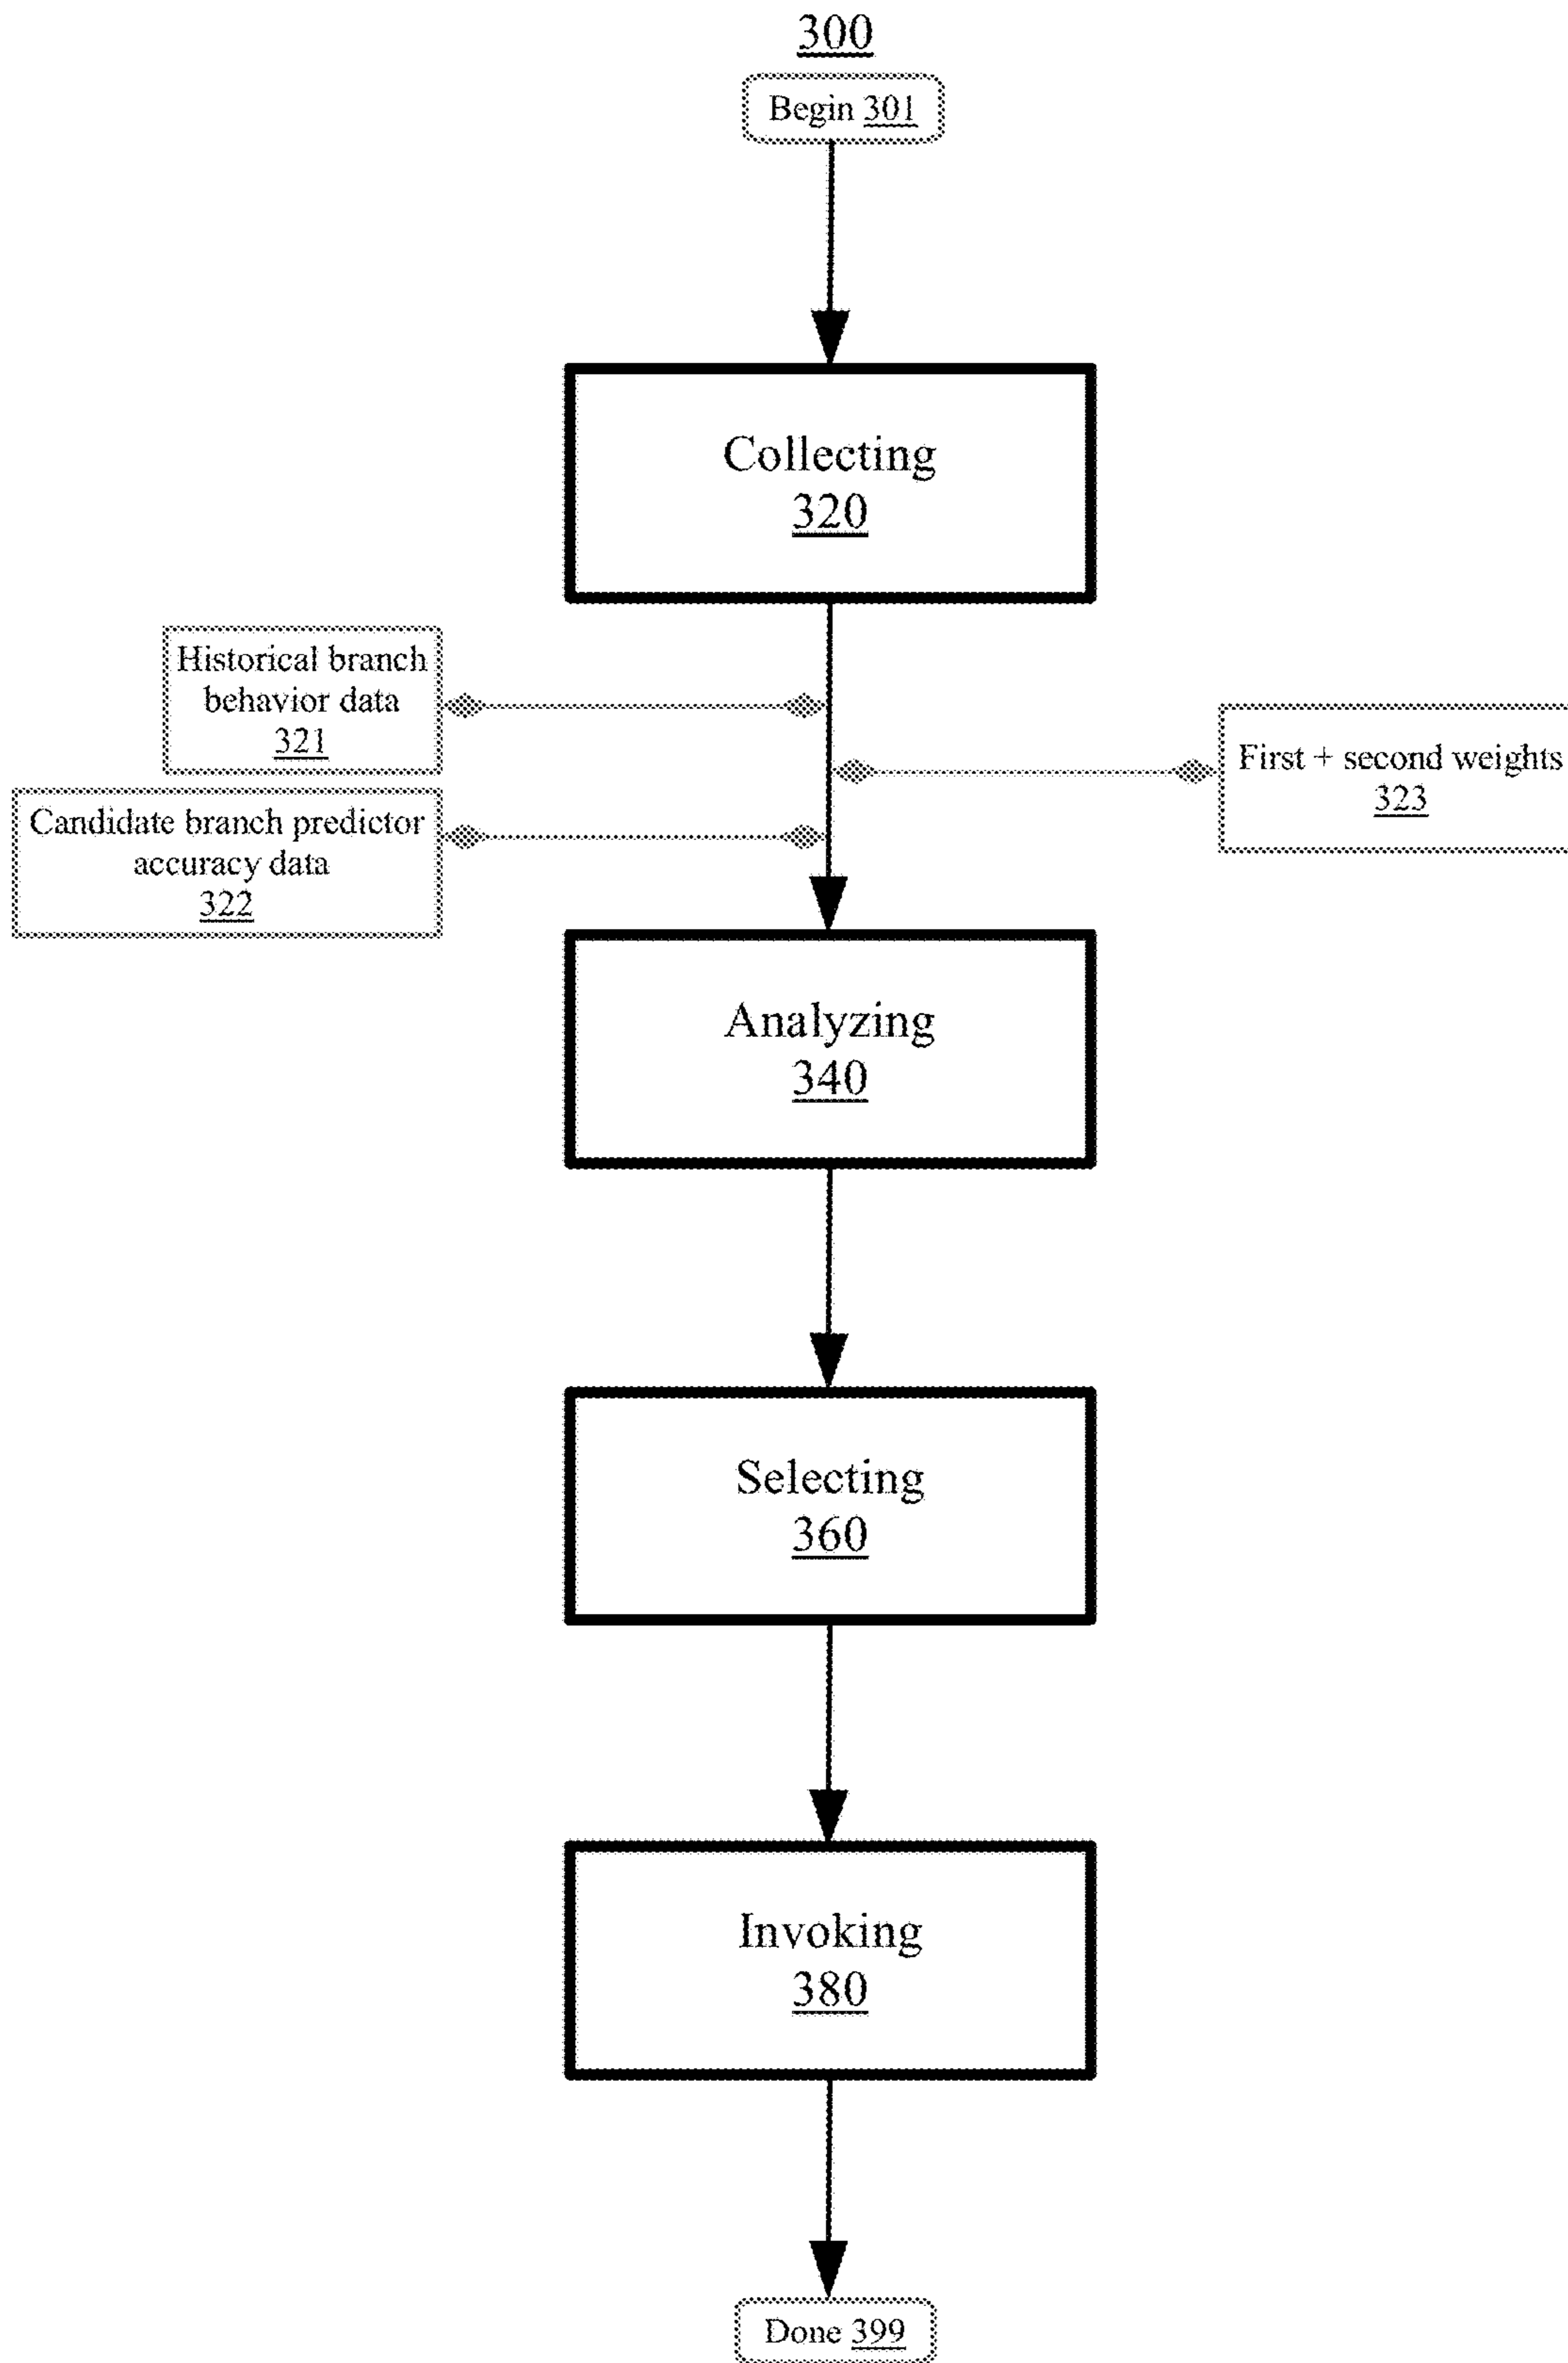 300
Begin 301
Collecting
320
Historical branch
behavior data
321
First + second weights
323
Candidate branch predictor
accuracy data
322
Analyzing
340
Selecting
360
Invoking
380
Done 399